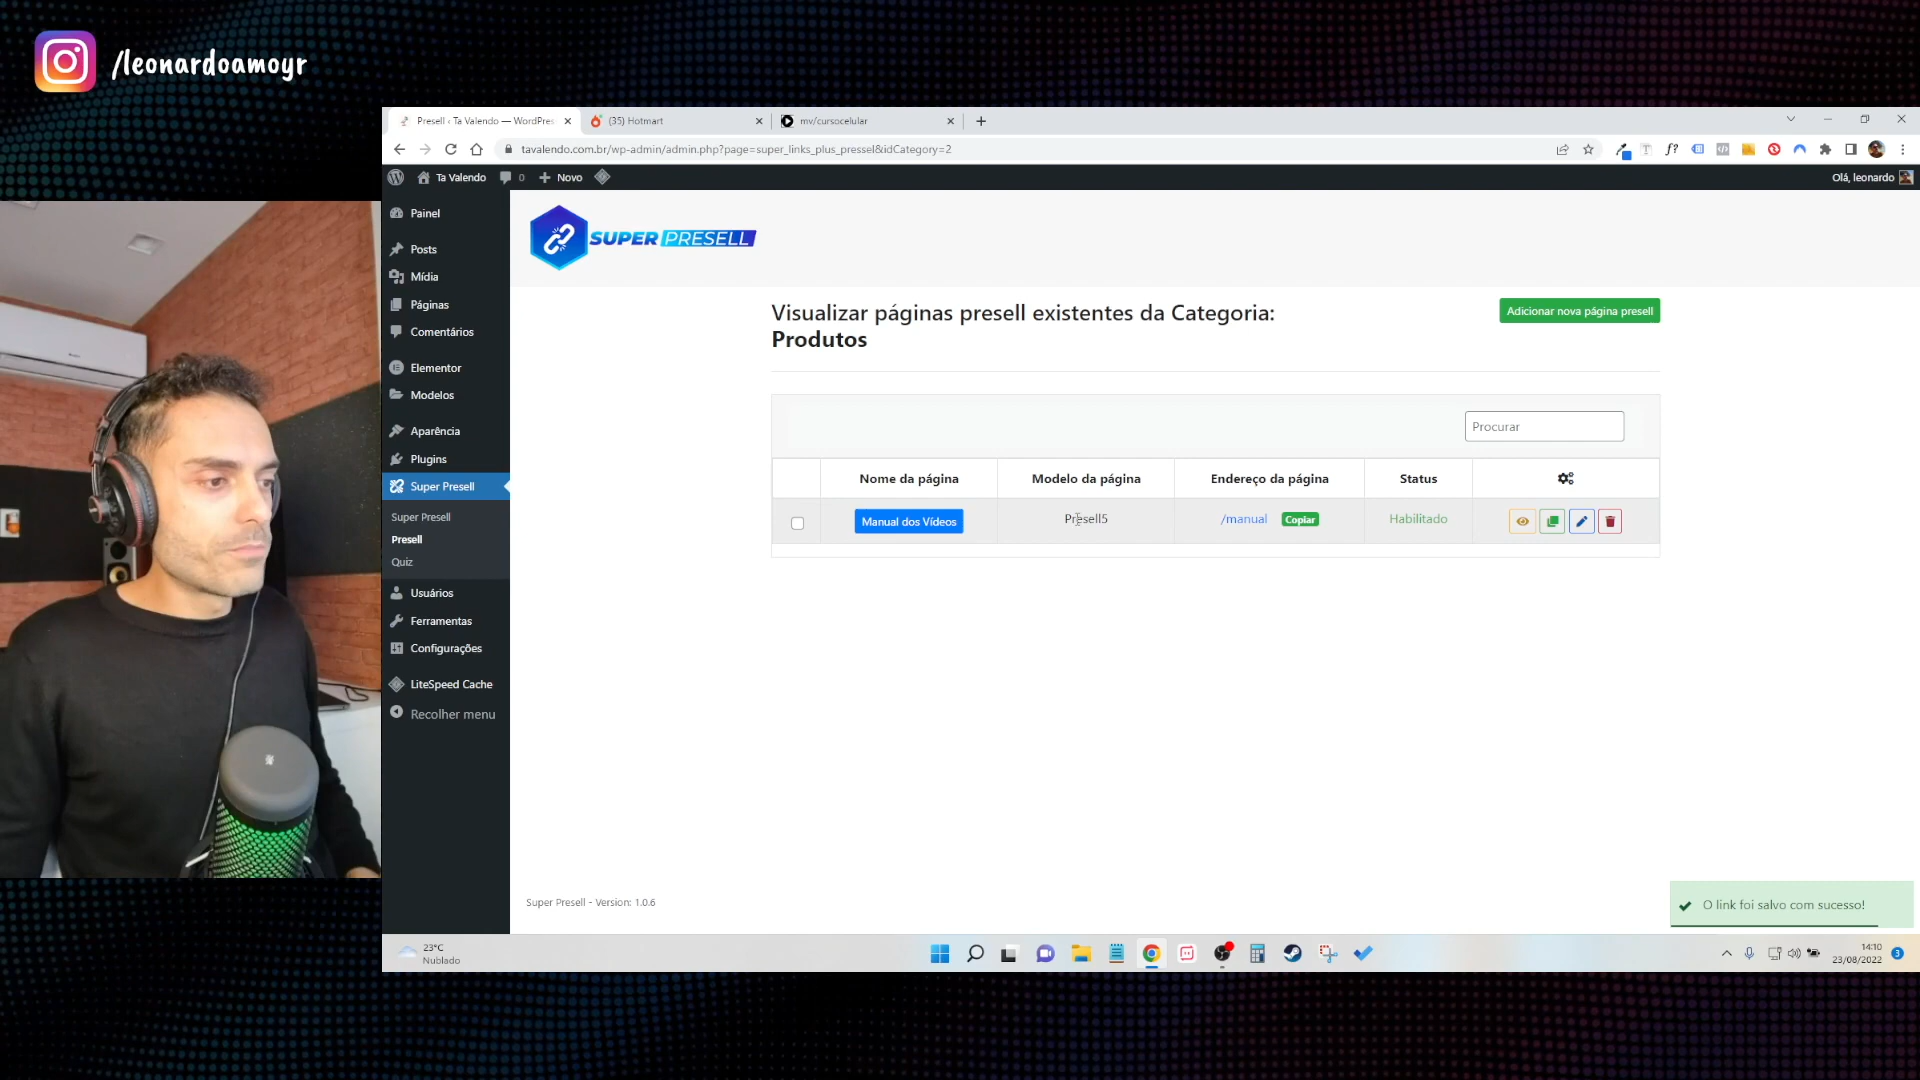 /leonardoamoyr
Presell ‹ Ta Valendo — WordPres
(35) Hotmart
mv/cursocelular
tavalendo.com.br/wp-admin/admin.php?page=super_links_plus_pressel&idCategory=2
Ta Valendo
0
Novo
Olá, leonardo
Painel
Posts
Mídia
Páginas
Comentários
Elementor
Modelos
Aparência
Plugins
Super Presell
Super Presell
Presell
Quiz
Usuários
Ferramentas
Configurações
LiteSpeed Cache
Recolher menu
SUPER PRESELL
Visualizar páginas presell existentes da Categoria:
Produtos
Adicionar nova página presell
Procurar
Nome da página
Modelo da página
Endereço da página
Status
Manual dos Vídeos
Presell5
/manual
Copiar
Habilitado
Super Presell - Version: 1.0.6
O link foi salvo com sucesso!
23°C
Nublado
14:10
23/08/2022
3